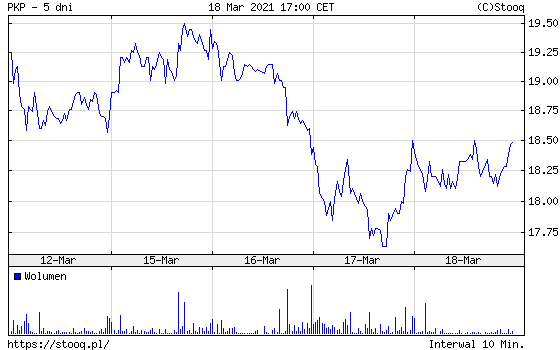 PKP - 5 dni 18 Mar 2021 17:00 CET (C)Stooq
19.50
19.25
19.00
18.75
18.50
18.25
18.00
17.75
12-Mar 15-Mar 16-Mar 17-Mar 18-Mar
Wolumen
https://stooq.pl/ Interwal 10 Min.